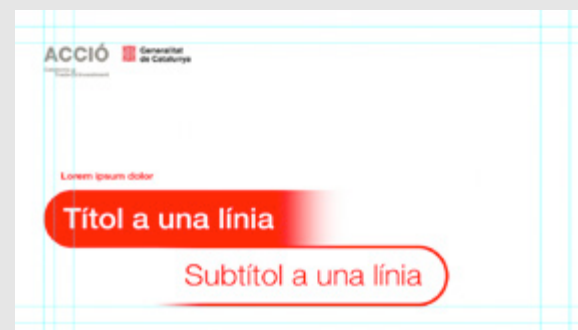 ACCIÓ
Generalitat
de Catalunya
Lorem ipsum dolor
Títol a una línia
Subtítol a una línia